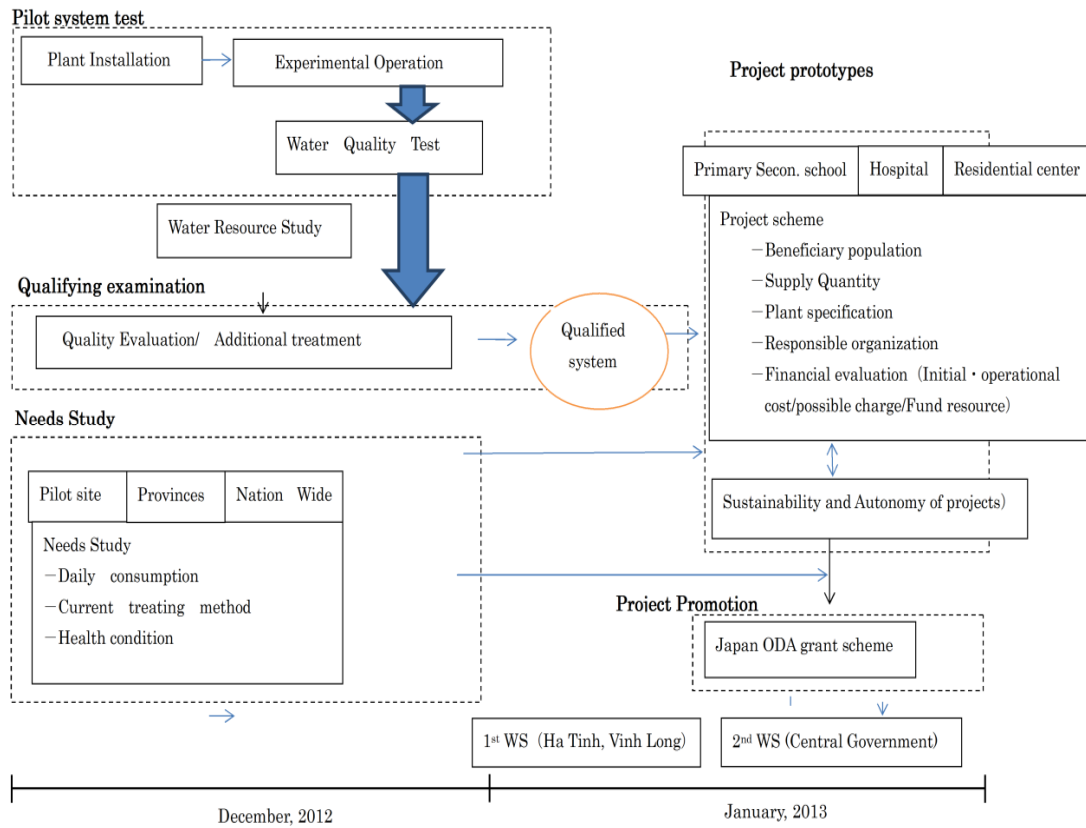 Pilot system test
Plant Installation
Experimental Operation
Water Quality Test
Water Resource Study
Qualifying examination
Quality Evaluation/ Additional treatment
Qualified
system
Needs Study
Pilot site
Provinces
Nation Wide
Needs Study
－Daily consumption
－Current treating method
－Health condition
Project prototypes
Primary Secon. school
Hospital
Residential center
Project scheme
－Beneficiary population
－Supply Quantity
－Plant specification
－Responsible organization
－Financial evaluation（Initial・operational
cost/possible charge/Fund resource）
Sustainability and Autonomy of projects）
Project Promotion
Japan ODA grant scheme
1st WS（Ha Tinh, Vinh Long）
2nd WS (Central Government)
December, 2012
January, 2013